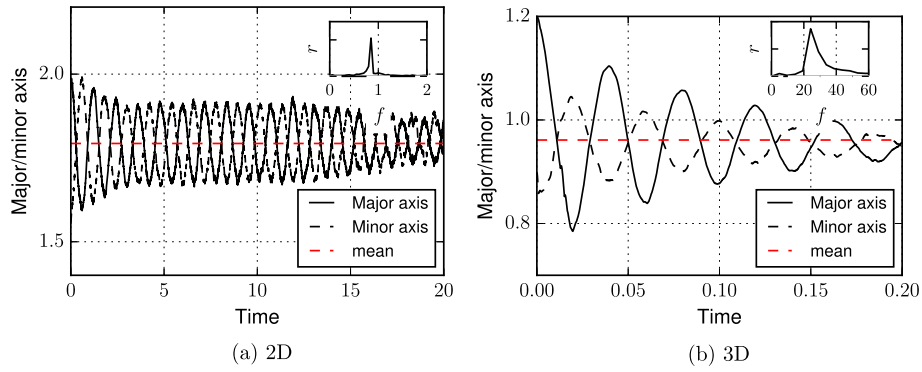 2.0
1.5
Major/minor axis
0 5 10 15 20
Time
r
0 1 2
f
Major axis
Minor axis
mean
(a) 2D
1.2
1.0
0.8
Major/minor axis
0.00 0.05 0.10 0.15 0.20
Time
r
0 20 40 60
f
Major axis
Minor axis
mean
(b) 3D